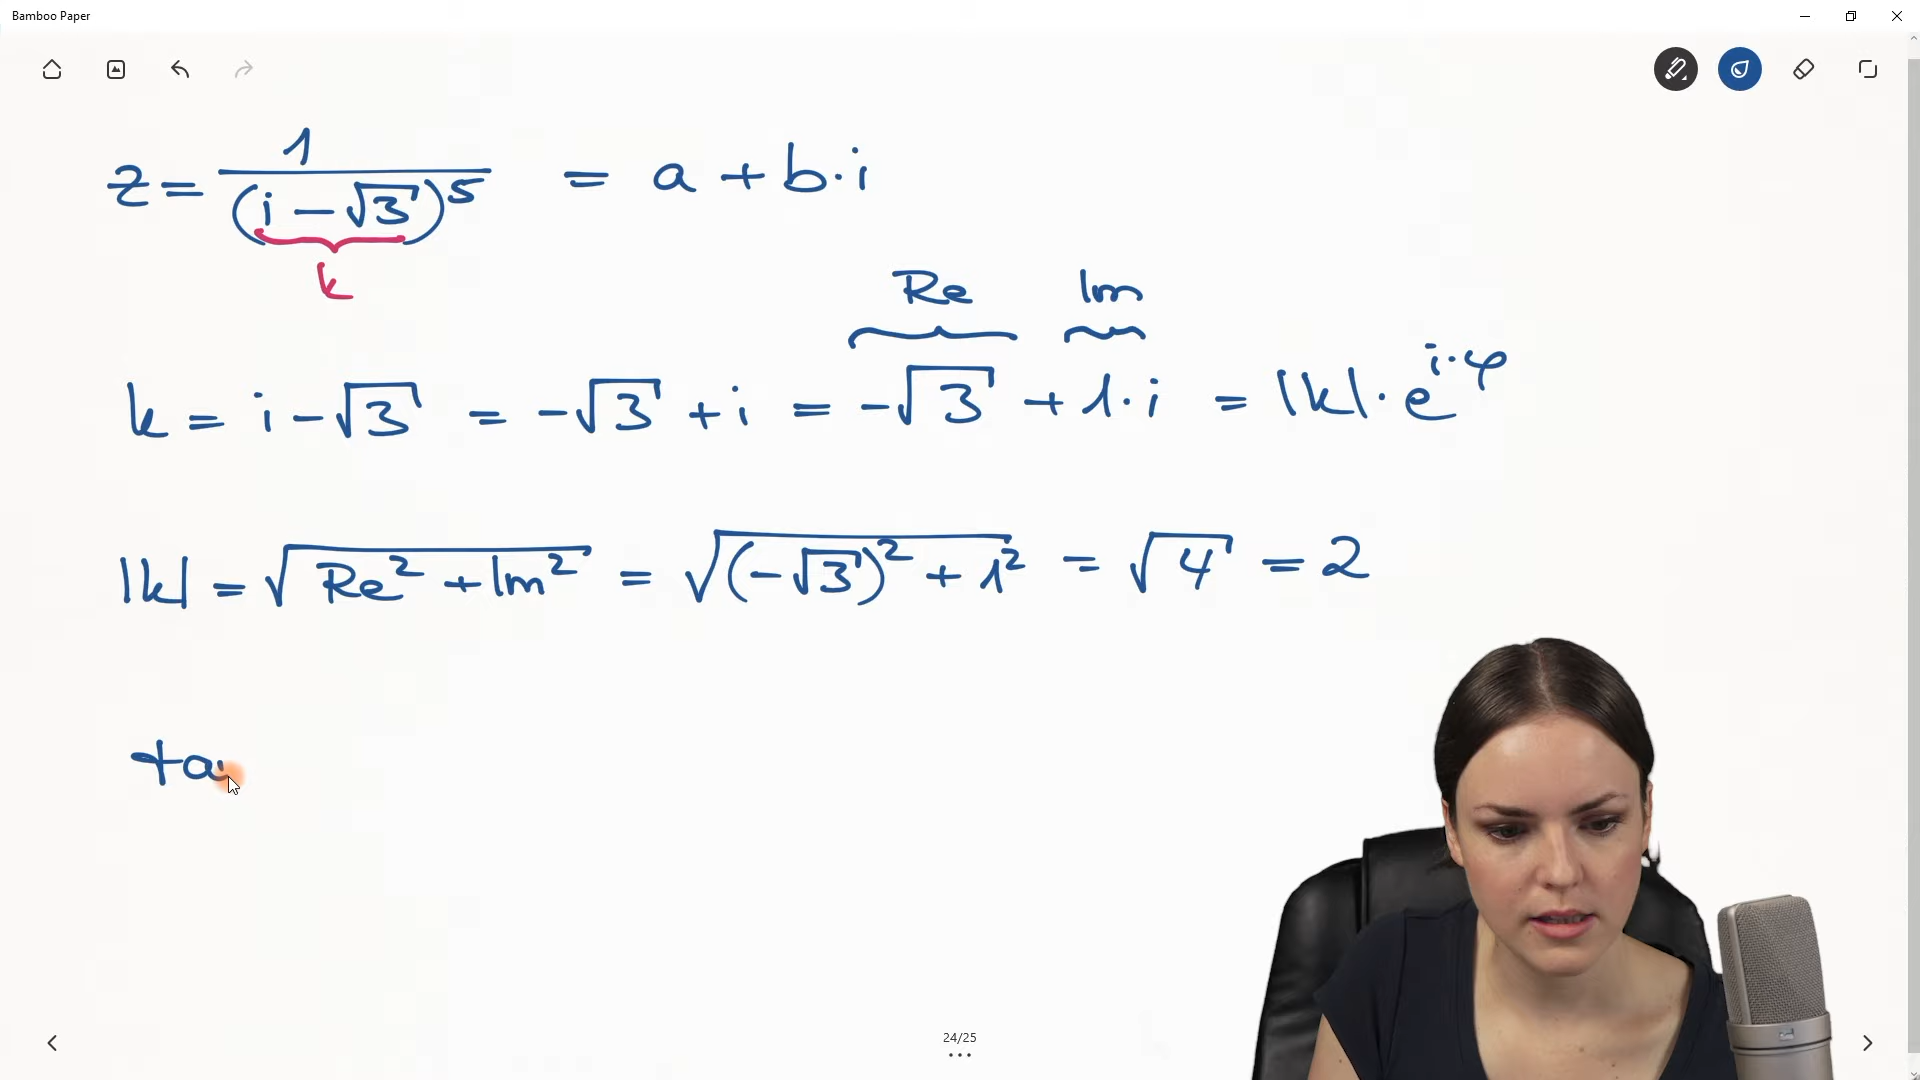 Bamboo Paper
z = 1/(i − √3)⁵ = a + b·i
k
Re Im
k = i − √3 = −√3 + i = −√3 + 1·i = |k|·e^(i·φ)
|k| = √(Re² + Im²) = √((−√3)² + 1²) = √4 = 2
ta
24/25